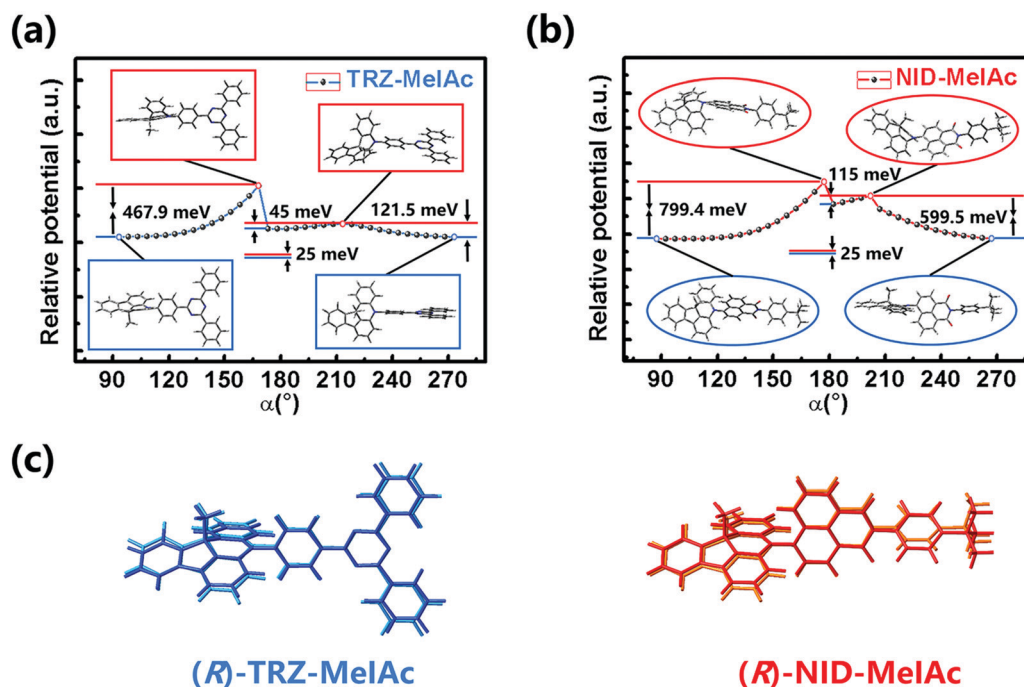 (a)
Relative potential (a.u.)
TRZ-MeIAc
467.9 meV
45 meV
121.5 meV
25 meV
90 120 150 180 210 240 270
α(°)
(b)
Relative potential (a.u.)
NID-MeIAc
115 meV
799.4 meV
599.5 meV
25 meV
90 120 150 180 210 240 270
α(°)
(c)
(R)-TRZ-MeIAc
(R)-NID-MeIAc